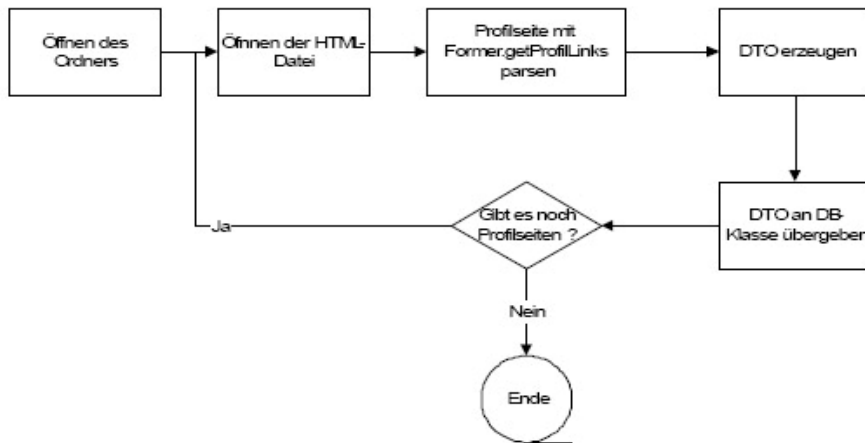 Öffnen des
Ordners
Öfnnen der HTML-
Datei
Profilseite mit
Former.getProfilLinks
parsen
DTO erzeugen
DTO an DB-
Klasse übergeben
Gibt es noch
Profilseiten ?
Ja
Nein
Ende